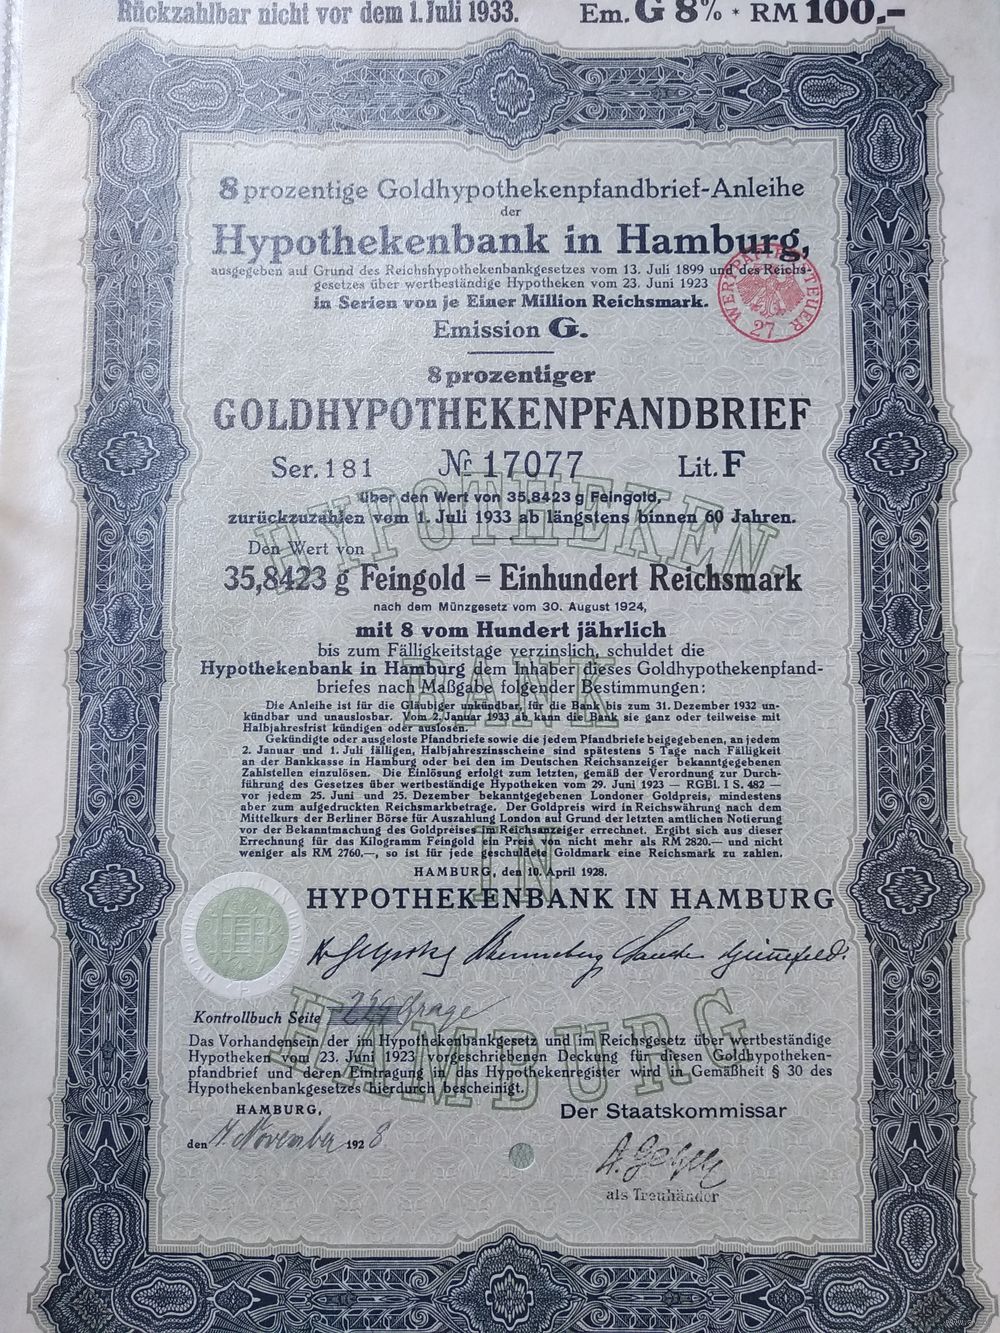 Rückzahlbar nicht vor dem 1. Juli 1933. Em. G 8% * RM 100,-
8 prozentige Goldhypothekenpfandbrief-Anleihe
der
Hypothekenbank in Hamburg,
ausgegeben auf Grund des Reichshypothekenbankgesetzes vom 13. Juli 1899 und des Reichs-
gesetzes über wertbeständige Hypotheken vom 23. Juni 1923
in Serien von je Einer Million Reichsmark.
Emission G.
WERTPAPIERSTEUER
27
8 prozentiger
GOLDHYPOTHEKENPFANDBRIEF
Ser. 181 Nr. 17077 Lit. F
über den Wert von 35,8423 g Feingold,
zurückzuzahlen vom 1. Juli 1933 ab längstens binnen 60 Jahren.
Den Wert von
35,8423 g Feingold = Einhundert Reichsmark
nach dem Münzgesetz vom 30. August 1924,
mit 8 vom Hundert jährlich
bis zum Fälligkeitstage verzinslich, schuldet die
Hypothekenbank in Hamburg dem Inhaber dieses Goldhypothekenpfand-
briefes nach Maßgabe folgender Bestimmungen:
Die Anleihe ist für die Gläubiger unkündbar, für die Bank bis zum 31. Dezember 1932 un-
kündbar und unauslosbar. Vom 2. Januar 1933 ab kann die Bank sie ganz oder teilweise mit
Halbjahresfrist kündigen oder auslosen.
Gekündigte oder ausgeloste Pfandbriefe sowie die jedem Pfandbriefe beigegebenen, an jedem
2. Januar und 1. Juli fälligen, Halbjahreszinsscheine sind spätestens 5 Tage nach Fälligkeit
an der Bankkasse in Hamburg oder bei den im Deutschen Reichsanzeiger bekanntgegebenen
Zahlstellen einzulösen. Die Einlösung erfolgt zum letzten, gemäß der Verordnung zur Durch-
führung des Gesetzes über wertbeständige Hypotheken vom 29. Juni 1923 — RGBl. I S. 482 —
vor jedem 25. Juni und 25. Dezember bekanntgegebenen Londoner Goldpreis, mindestens
aber zum aufgedruckten Reichsmarkbetrage. Der Goldpreis wird in Reichswährung nach dem
Mittelkurs der Berliner Börse für Auszahlung London auf Grund der letzten amtlichen Notierung
vor der Bekanntmachung des Goldpreises im Reichsanzeiger errechnet. Ergibt sich aus dieser
Errechnung für das Kilogramm Feingold ein Preis von nicht mehr als RM 2820.— und nicht
weniger als RM 2760,—, so ist für jede geschuldete Goldmark eine Reichsmark zu zahlen.
HAMBURG, den 10. April 1928.
HYPOTHEKENBANK IN HAMBURG
HYPOTHEKEN-
BANK
IN
HAMBURG
Kontrollbuch Seite 229
Das Vorhandensein der im Hypothekenbankgesetz und im Reichsgesetz über wertbeständige
Hypotheken vom 23. Juni 1923 vorgeschriebenen Deckung für diesen Goldhypotheken-
pfandbrief und deren Eintragung in das Hypothekenregister wird in Gemäßheit § 30 des
Hypothekenbankgesetzes hierdurch bescheinigt.
HAMBURG,
Der Staatskommissar
den November 1928
als Treuhänder